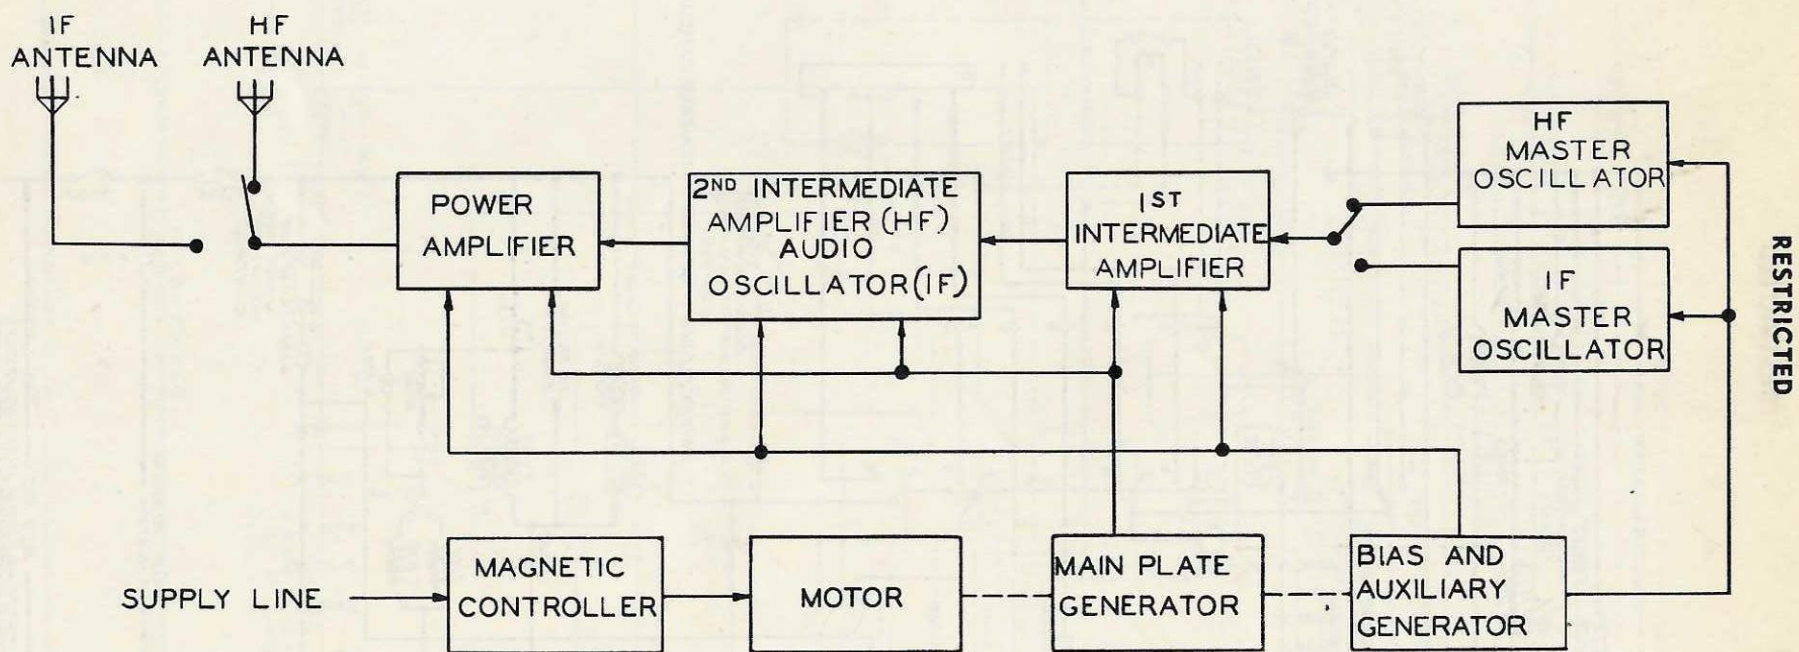 IF
ANTENNA
HF
ANTENNA
POWER
AMPLIFIER
2ND INTERMEDIATE
AMPLIFIER (HF)
AUDIO
OSCILLATOR (IF)
1ST
INTERMEDIATE
AMPLIFIER
HF
MASTER
OSCILLATOR
IF
MASTER
OSCILLATOR
RESTRICTED
SUPPLY LINE
MAGNETIC
CONTROLLER
MOTOR
MAIN PLATE
GENERATOR
BIAS AND
AUXILIARY
GENERATOR